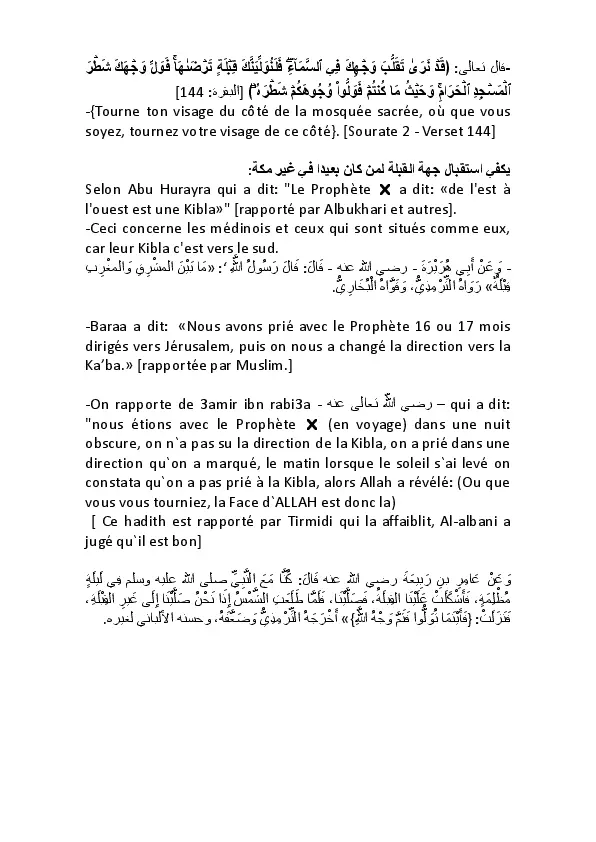 -قال تعالى: (قَدْ نَرَىٰ تَقَلُّبَ وَجْهِكَ فِي ٱلسَّمَآءِۖ فَلَنُوَلِّيَنَّكَ قِبْلَةٗ تَرْضَىٰهَاۚ فَوَلِّ وَجْهَكَ شَطْرَ
ٱلْمَسْجِدِ ٱلْحَرَامِۚ وَحَيْثُ مَا كُنتُمْ فَوَلُّواْ وُجُوهَكُمْ شَطْرَهُۥۗ) [البقرة: 144]
-{Tourne ton visage du côté de la mosquée sacrée, où que vous
soyez, tournez votre visage de ce côté}. [Sourate 2 - Verset 144]
يكفي استقبال جهة القبلة لمن كان بعيدا في غير مكة:
Selon Abu Hurayra qui a dit: "Le Prophète ✕ a dit: «de l'est à
l'ouest est une Kibla»" [rapporté par Albukhari et autres].
-Ceci concerne les médinois et ceux qui sont situés comme eux,
car leur Kibla c'est vers le sud.
- وَعَنْ أَبِي هُرَيْرَةَ - رضي الله عنه - قَالَ: قَالَ رَسُولُ اللَّهِ ‘: «مَا بَيْنَ المشْرِقِ وَالمغْرِبِ
قِبْلَةٌ» رَوَاهُ التِّرْمِذِيُّ، وَقَوَّاهُ الْبُخَارِيُّ.
-Baraa a dit: «Nous avons prié avec le Prophète 16 ou 17 mois
dirigés vers Jérusalem, puis on nous a changé la direction vers la
Ka’ba.» [rapportée par Muslim.]
-On rapporte de 3amir ibn rabi3a - رضي الله تعالى عنه – qui a dit:
"nous étions avec le Prophète ✕ (en voyage) dans une nuit
obscure, on n`a pas su la direction de la Kibla, on a prié dans une
direction qu`on a marqué, le matin lorsque le soleil s`ai levé on
constata qu`on a pas prié à la Kibla, alors Allah a révélé: (Ou que
vous vous tourniez, la Face d`ALLAH est donc la)
[ Ce hadith est rapporté par Tirmidi qui la affaiblit, Al-albani a
jugé qu`il est bon]
وَعَنْ عَامِرِ بنِ رَبِيعَةَ رضي الله عنه قَالَ: كُنَّا مَعَ النَّبِيِّ صلى الله عليه وسلم فِي لَيْلَةٍ
مُظْلِمَةٍ، فَأَشْكَلَتْ عَلَيْنَا القِبْلَةُ، فَصَلَّيْنَا، فَلَمَّا طَلَعَتِ الشَّمْسُ إِذَا نَحْنُ صَلَّيْنَا إِلَى غَيرِ القِبْلَةِ،
فَنَزَلَتْ: {فَأَيْنَمَا تُوَلُّوا فَثَمَّ وَجْهُ اللَّهِ}» أَخْرَجَهُ التِّرْمِذِيُّ وَضَعَّفَهُ، وحسنه الألباني لغيره.